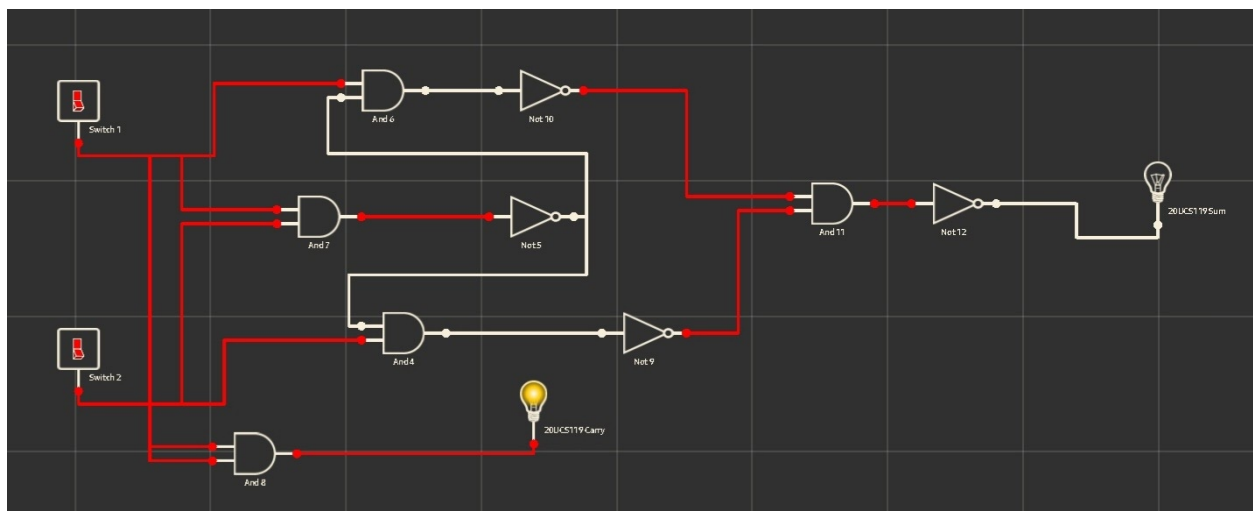 And 6
Not 10
Switch 1
20UCS119 Sum
And 7
Not 5
And 11
Not 12
And 4
Not 9
Switch 2
20UCS119 Carry
And 8